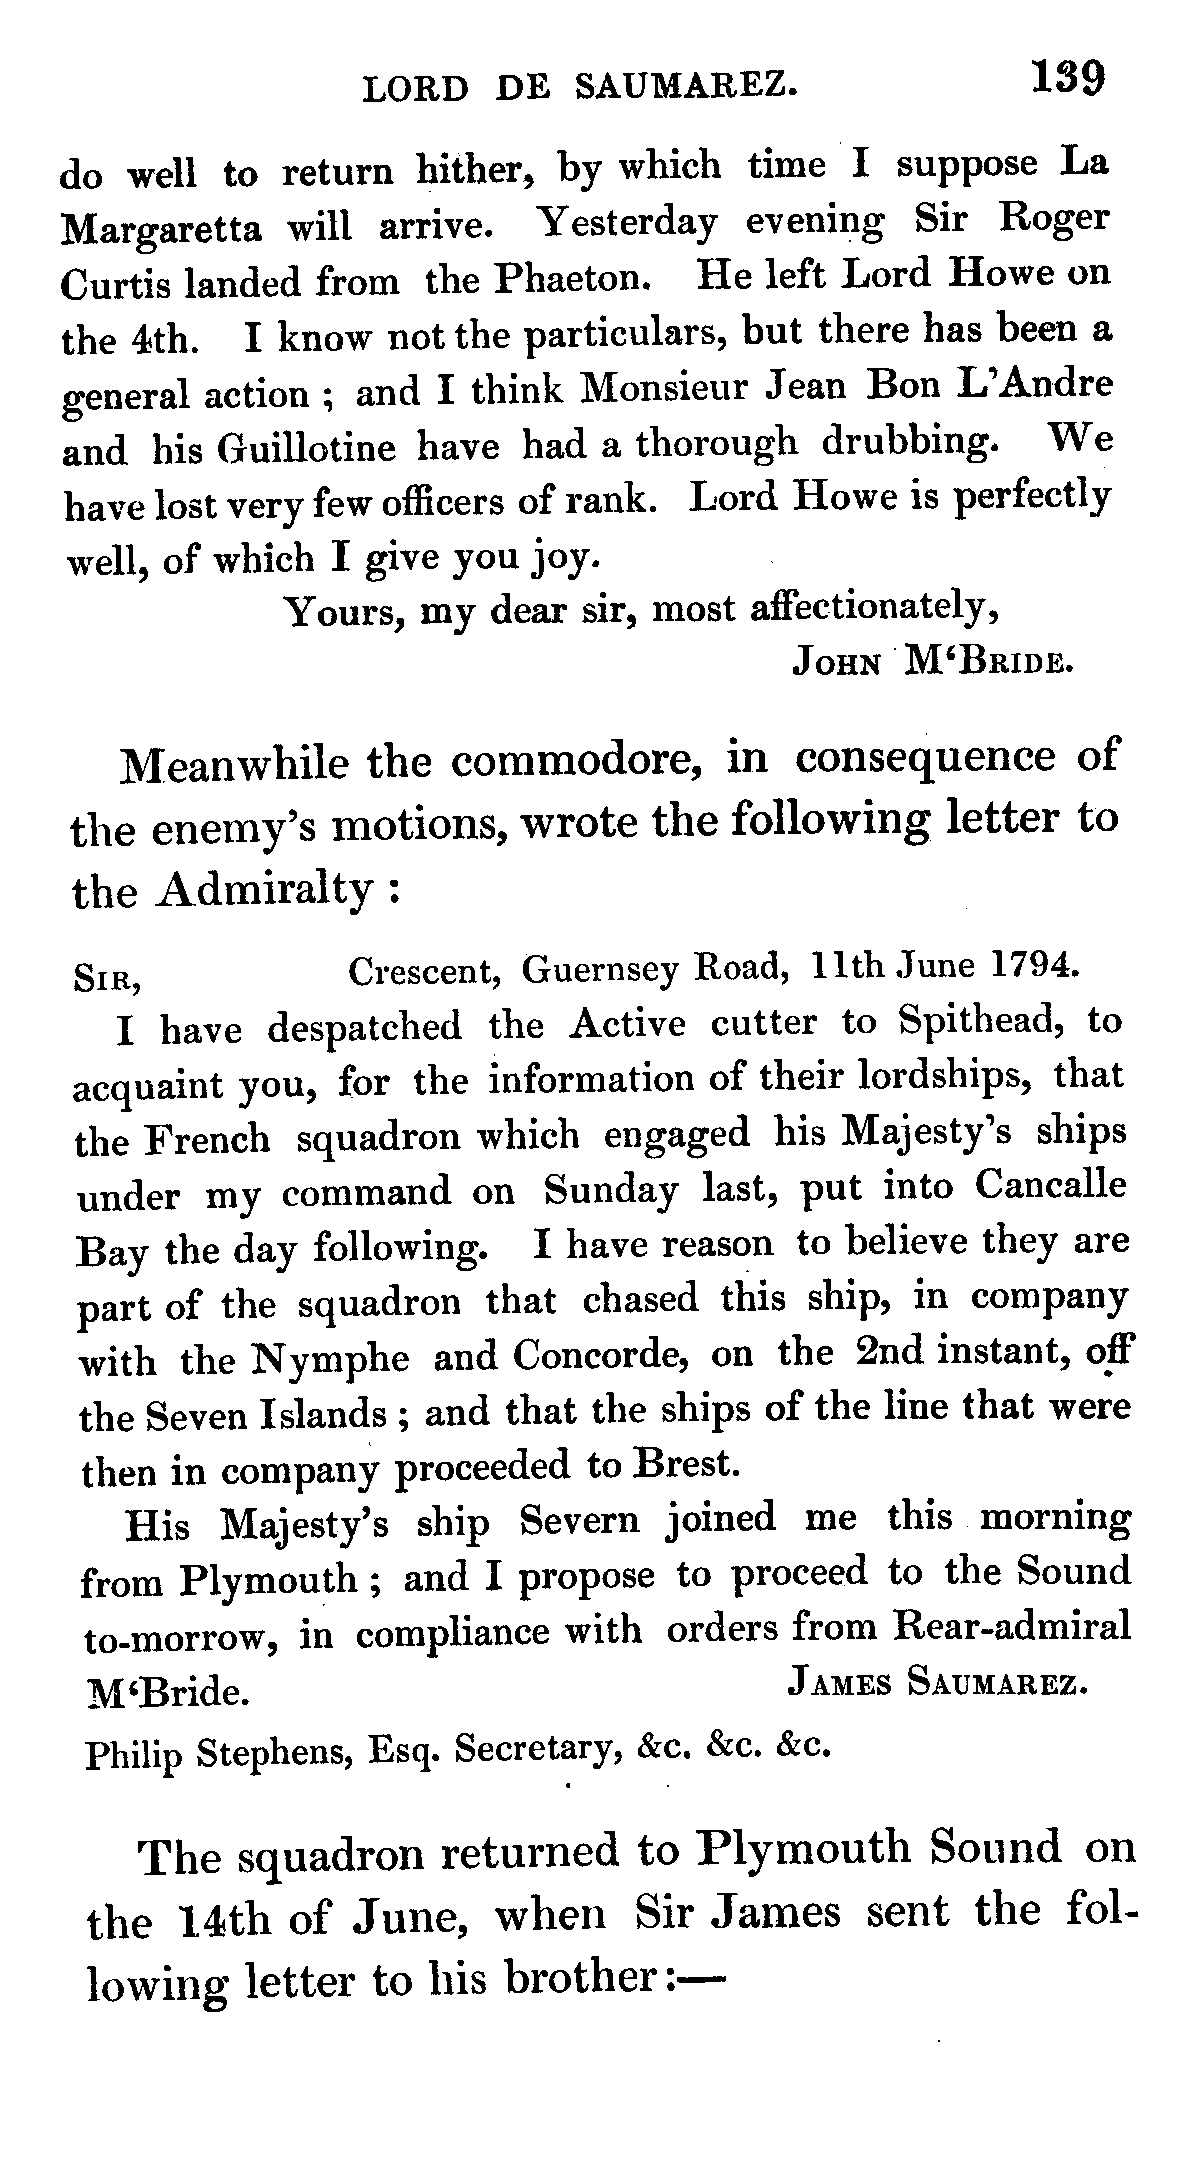 LORD DE SAUMAREZ. 139
do well to return hither, by which time I suppose La
Margaretta will arrive. Yesterday evening Sir Roger
Curtis landed from the Phaeton. He left Lord Howe on
the 4th. I know not the particulars, but there has been a
general action ; and I think Monsieur Jean Bon L'Andre
and his Guillotine have had a thorough drubbing. We
have lost very few officers of rank. Lord Howe is perfectly
well, of which I give you joy.
Yours, my dear sir, most affectionately,
JOHN M‘BRIDE.
Meanwhile the commodore, in consequence of
the enemy's motions, wrote the following letter to
the Admiralty :
SIR, Crescent, Guernsey Road, 11th June 1794.
I have despatched the Active cutter to Spithead, to
acquaint you, for the information of their lordships, that
the French squadron which engaged his Majesty's ships
under my command on Sunday last, put into Cancalle
Bay the day following. I have reason to believe they are
part of the squadron that chased this ship, in company
with the Nymphe and Concorde, on the 2nd instant, off
the Seven Islands ; and that the ships of the line that were
then in company proceeded to Brest.
His Majesty's ship Severn joined me this morning
from Plymouth ; and I propose to proceed to the Sound
to-morrow, in compliance with orders from Rear-admiral
M‘Bride. JAMES SAUMAREZ.
Philip Stephens, Esq. Secretary, &c. &c. &c.
The squadron returned to Plymouth Sound on
the 14th of June, when Sir James sent the fol-
lowing letter to his brother:—